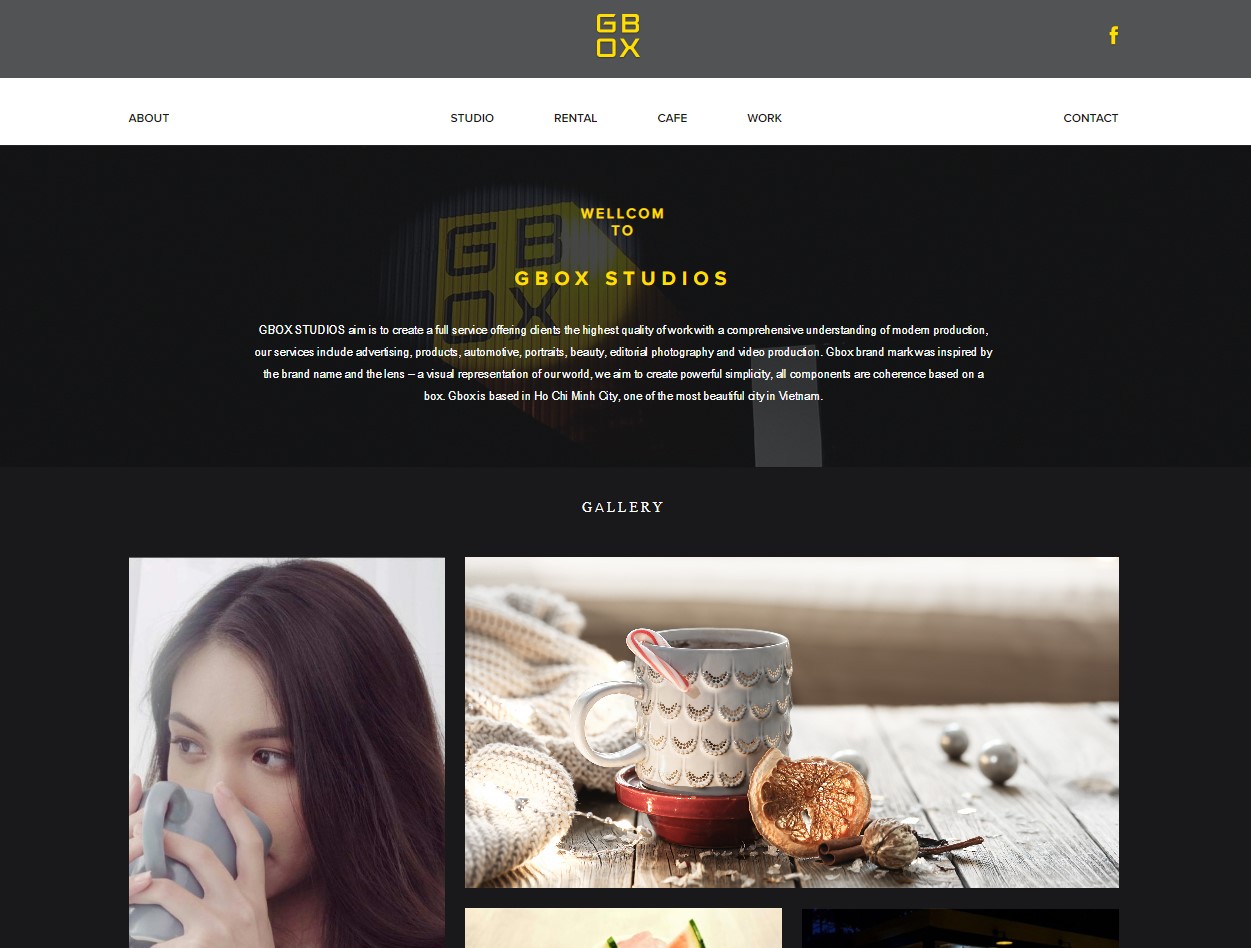 GB
OX
f
ABOUT
STUDIO
RENTAL
CAFE
WORK
CONTACT
GB
OX
WELLCOM
TO
GBOX STUDIOS
GBOX STUDIOS aim is to create a full service offering clients the highest quality of work with a comprehensive understanding of modern production,
our services include advertising, products, automotive, portraits, beauty, editorial photography and video production. Gbox brand mark was inspired by
the brand name and the lens – a visual representation of our world, we aim to create powerful simplicity, all components are coherence based on a
box. Gbox is based in Ho Chi Minh City, one of the most beautiful city in Vietnam.
GALLERY